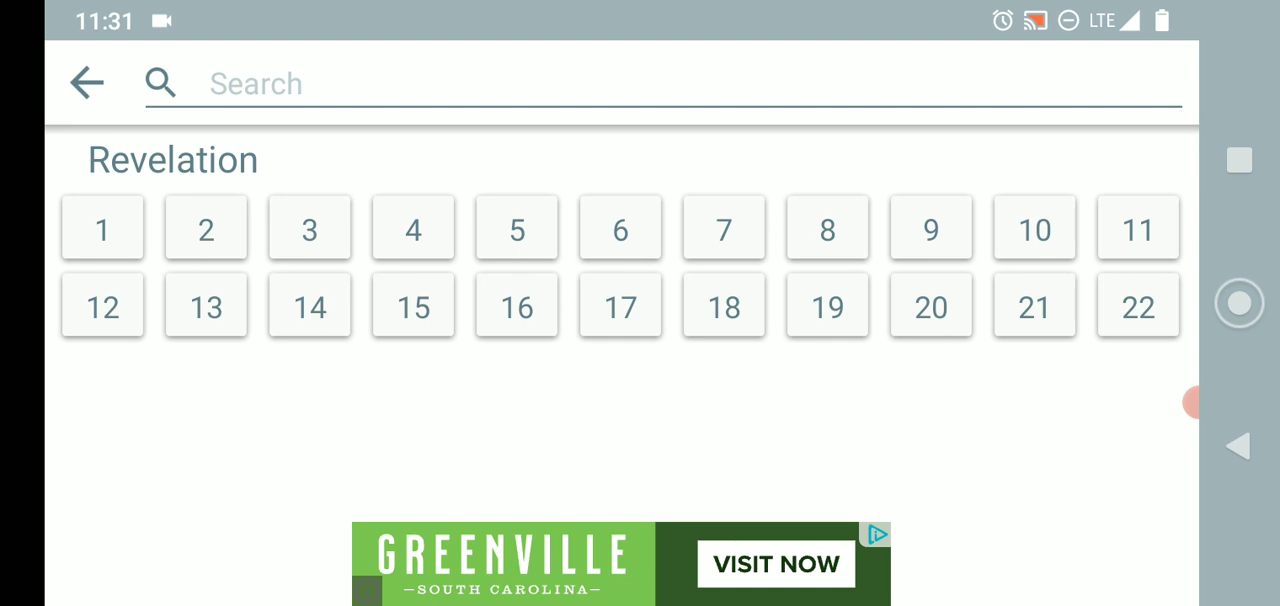 11:31 LTE
Search
Revelation
1 2 3 4 5 6 7 8 9 10 11
12 13 14 15 16 17 18 19 20 21 22
GREENVILLE
—SOUTH CAROLINA—
VISIT NOW